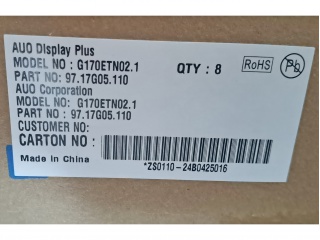 AUO Display Plus
MODEL NO : G170ETN02.1 QTY : 8 RoHS Pb
PART NO: 97.17G05.110
AUO Corporation
MODEL NO: G170ETN02.1
PART NO : 97.17G05.110
CUSTOMER NO:
CARTON NO :
Made in China
*ZS0110-24B0425016